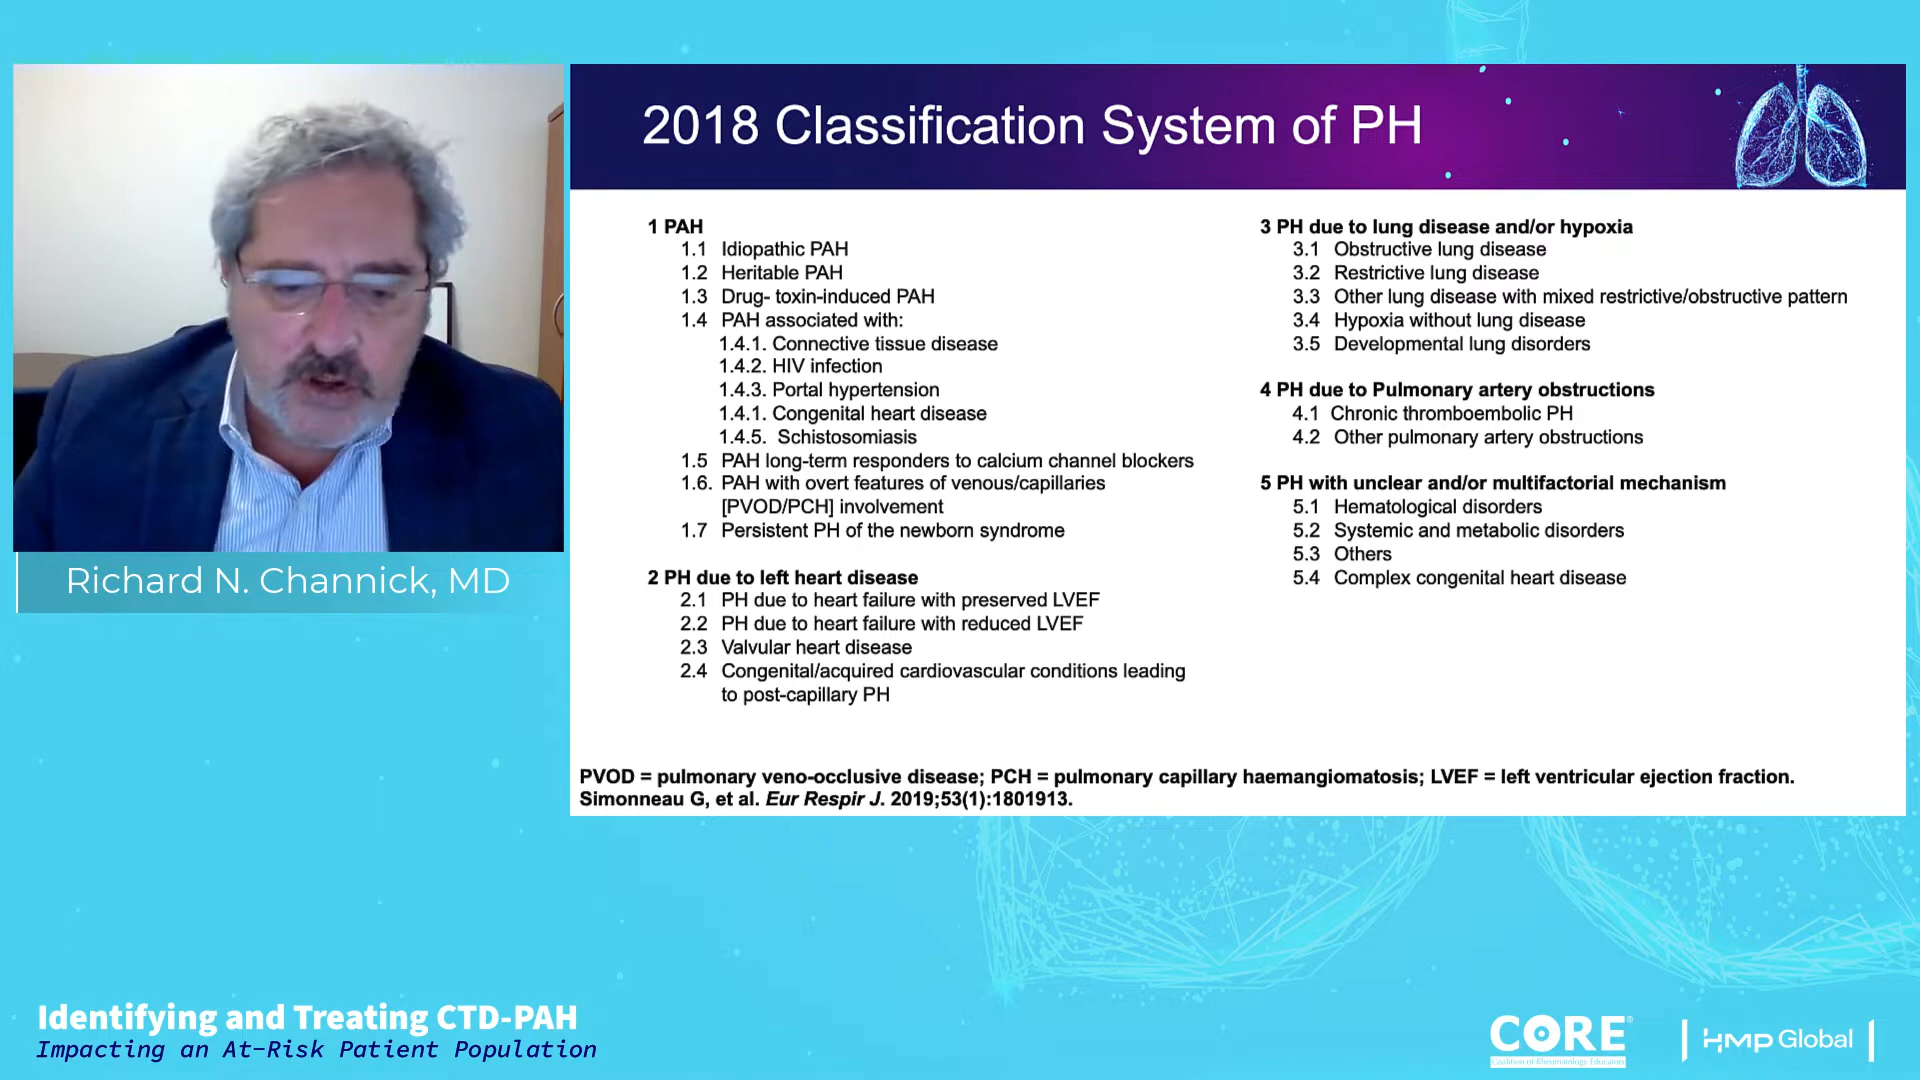 2018 Classification System of PH
1 PAH
1.1 Idiopathic PAH
1.2 Heritable PAH
1.3 Drug- toxin-induced PAH
1.4 PAH associated with:
1.4.1. Connective tissue disease
1.4.2. HIV infection
1.4.3. Portal hypertension
1.4.1. Congenital heart disease
1.4.5. Schistosomiasis
1.5 PAH long-term responders to calcium channel blockers
1.6. PAH with overt features of venous/capillaries
[PVOD/PCH] involvement
1.7 Persistent PH of the newborn syndrome
2 PH due to left heart disease
2.1 PH due to heart failure with preserved LVEF
2.2 PH due to heart failure with reduced LVEF
2.3 Valvular heart disease
2.4 Congenital/acquired cardiovascular conditions leading
to post-capillary PH
3 PH due to lung disease and/or hypoxia
3.1 Obstructive lung disease
3.2 Restrictive lung disease
3.3 Other lung disease with mixed restrictive/obstructive pattern
3.4 Hypoxia without lung disease
3.5 Developmental lung disorders
4 PH due to Pulmonary artery obstructions
4.1 Chronic thromboembolic PH
4.2 Other pulmonary artery obstructions
5 PH with unclear and/or multifactorial mechanism
5.1 Hematological disorders
5.2 Systemic and metabolic disorders
5.3 Others
5.4 Complex congenital heart disease
PVOD = pulmonary veno-occlusive disease; PCH = pulmonary capillary haemangiomatosis; LVEF = left ventricular ejection fraction.
Simonneau G, et al. Eur Respir J. 2019;53(1):1801913.
Richard N. Channick, MD
Identifying and Treating CTD-PAH
Impacting an At-Risk Patient Population
CORE®
Coalition of Rheumatology Educators
HMP Global